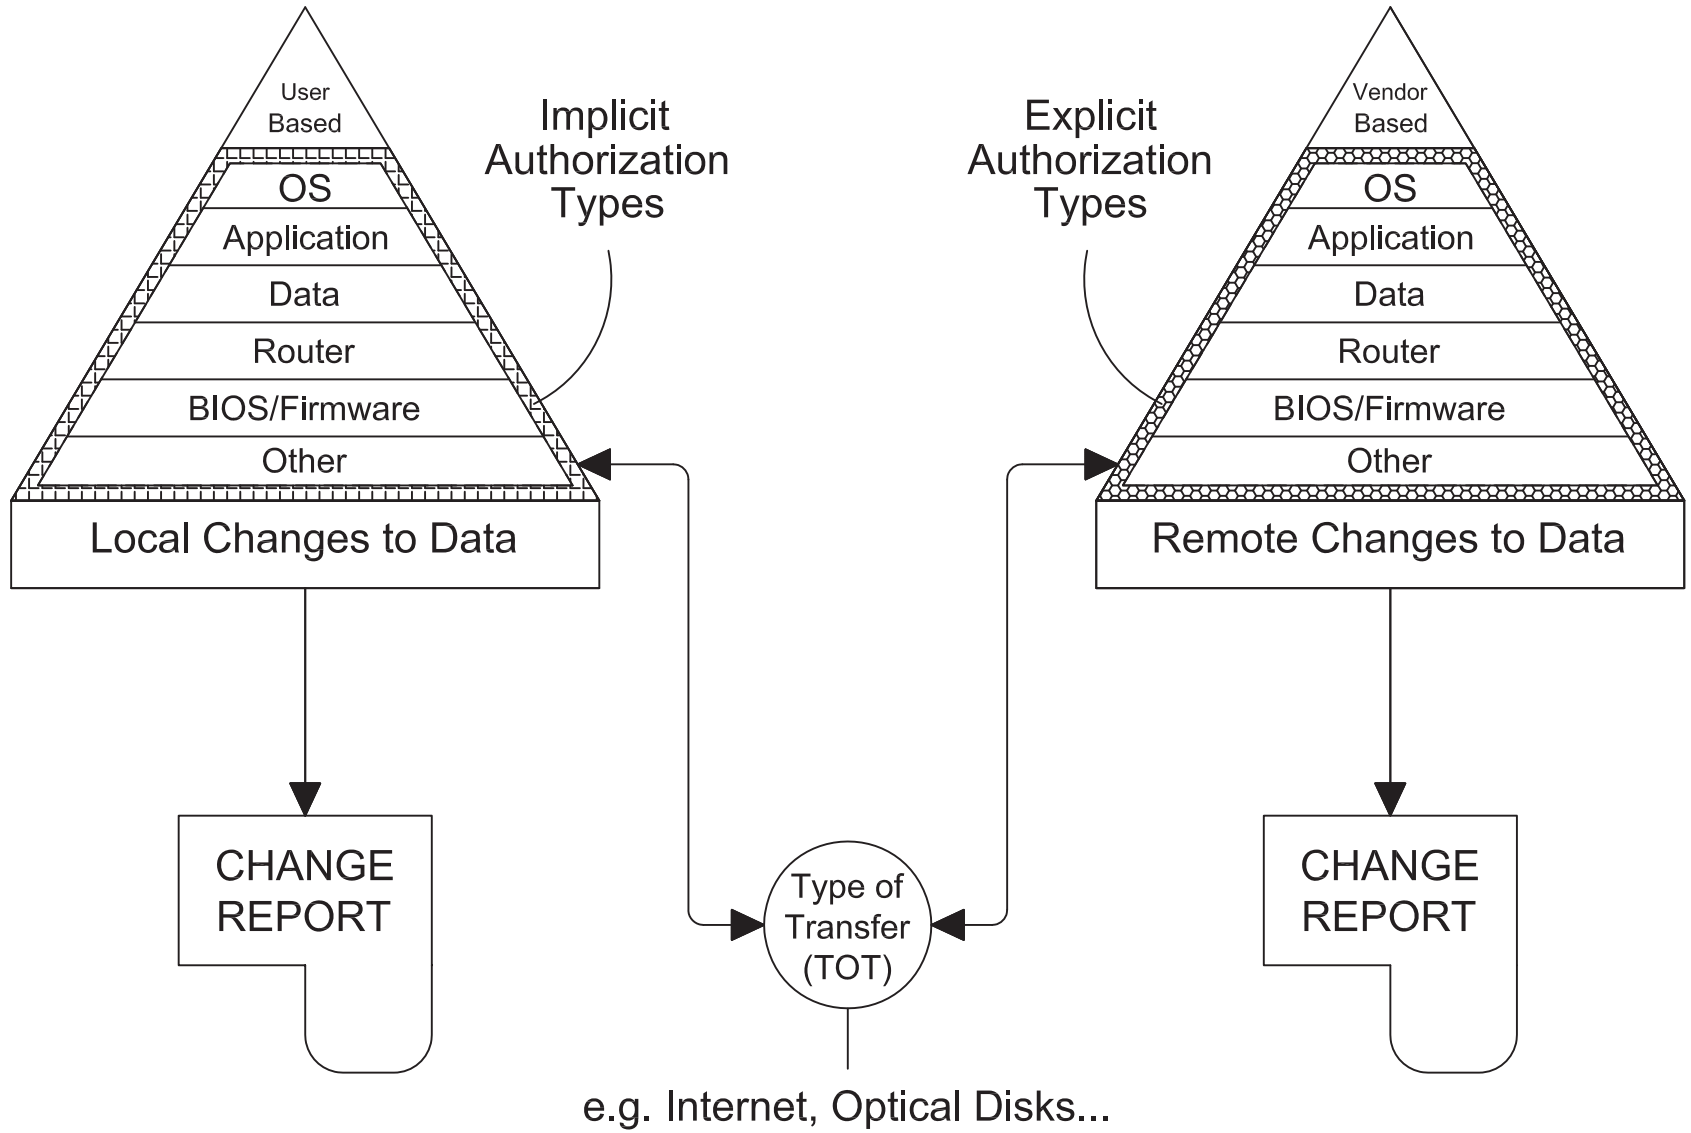 User
Based
OS
Application
Data
Router
BIOS/Firmware
Other
Local Changes to Data
Implicit
Authorization
Types
Explicit
Authorization
Types
Vendor
Based
OS
Application
Data
Router
BIOS/Firmware
Other
Remote Changes to Data
CHANGE
REPORT
Type of
Transfer
(TOT)
CHANGE
REPORT
e.g. Internet, Optical Disks...